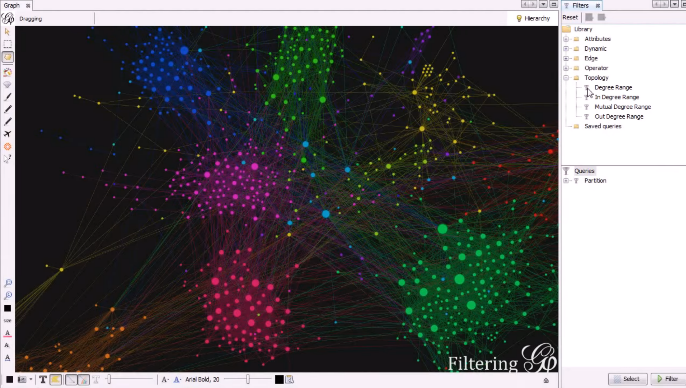 Graph
Filters
Dragging
Hierarchy
Reset
Library
Attributes
Dynamic
Edge
Operator
Topology
Degree Range
In Degree Range
Mutual Degree Range
Out Degree Range
Saved queries
Queries
Partition
Filtering
Arial Bold, 20
Select
Filter